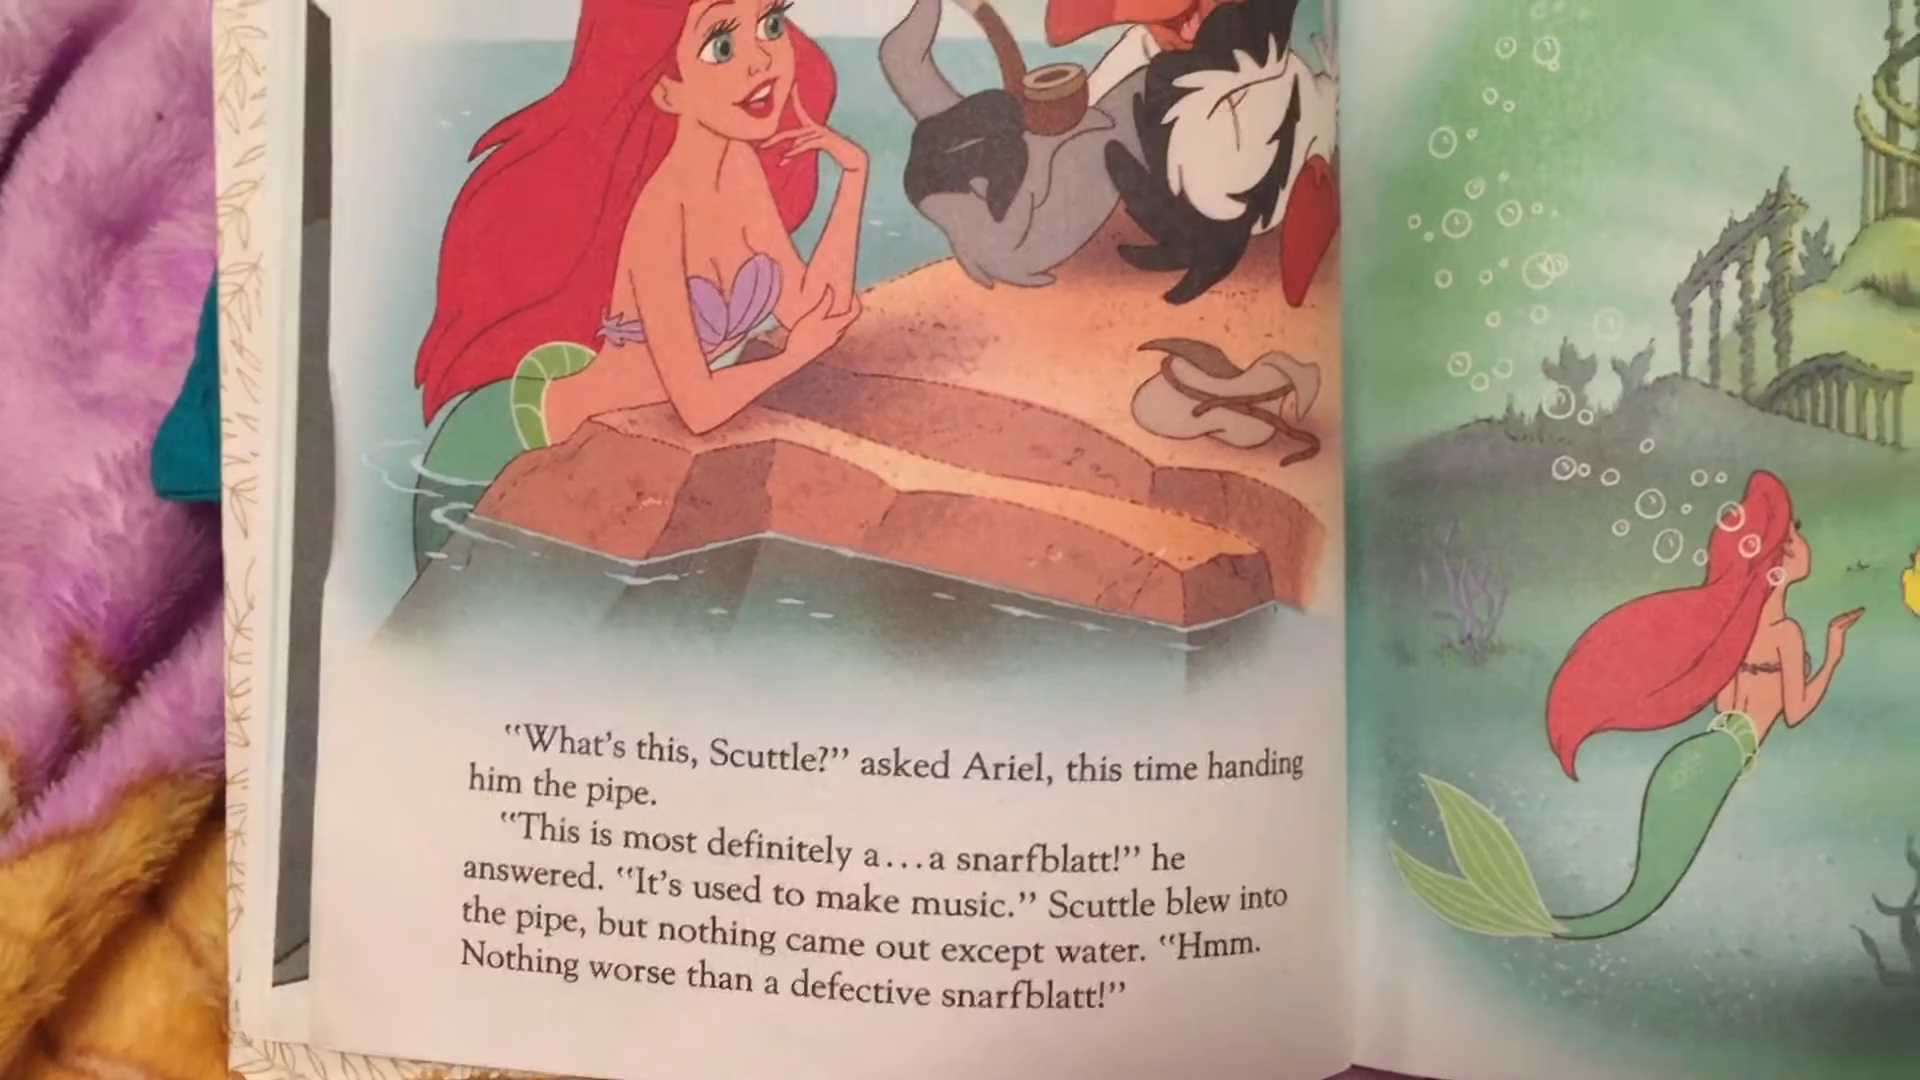 “What’s this, Scuttle?” asked Ariel, this time handing
him the pipe.
“This is most definitely a...a snarfblatt!” he
answered. “It’s used to make music.” Scuttle blew into
the pipe, but nothing came out except water. “Hmm.
Nothing worse than a defective snarfblatt!”